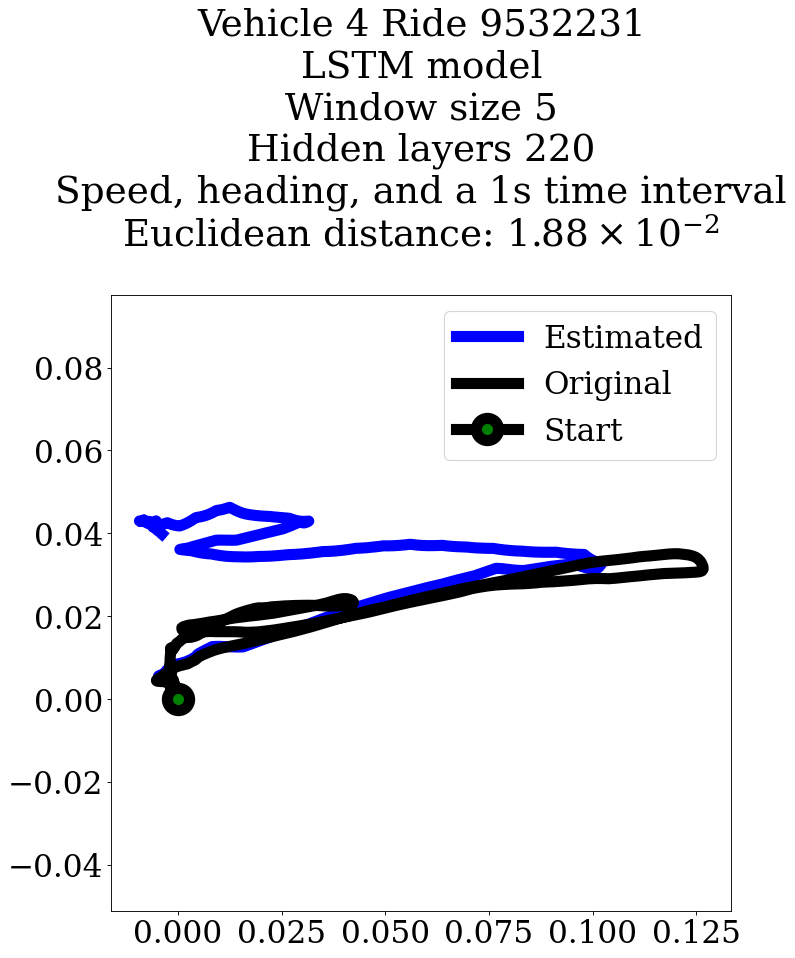 Vehicle 4 Ride 9532231
LSTM model
Window size 5
Hidden layers 220
Speed, heading, and a 1s time interval
Euclidean distance: 1.88 × 10⁻²
Estimated
Original
Start
0.08
0.06
0.04
0.02
0.00
−0.02
−0.04
0.000 0.025 0.050 0.075 0.100 0.125